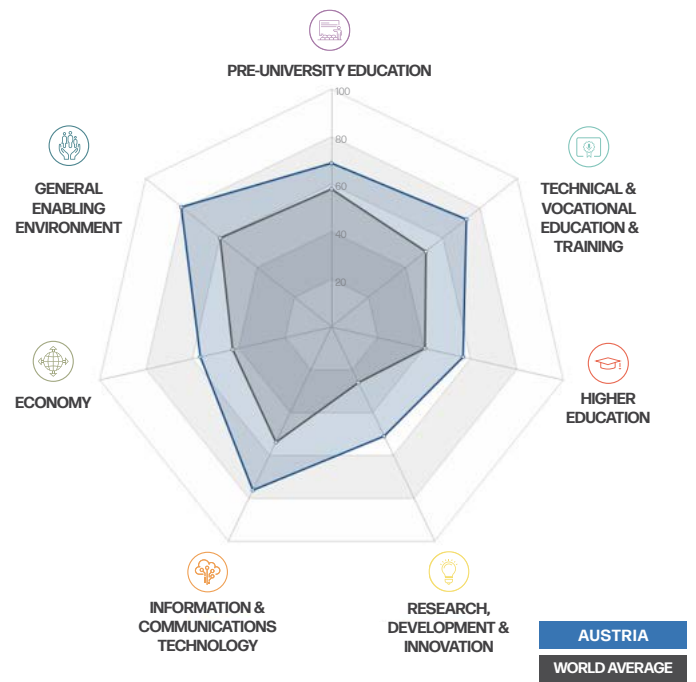 PRE-UNIVERSITY EDUCATION
100
80
60
40
20
GENERAL
ENABLING
ENVIRONMENT
TECHNICAL &
VOCATIONAL
EDUCATION &
TRAINING
ECONOMY
HIGHER
EDUCATION
INFORMATION &
COMMUNICATIONS
TECHNOLOGY
RESEARCH,
DEVELOPMENT &
INNOVATION
AUSTRIA
WORLD AVERAGE